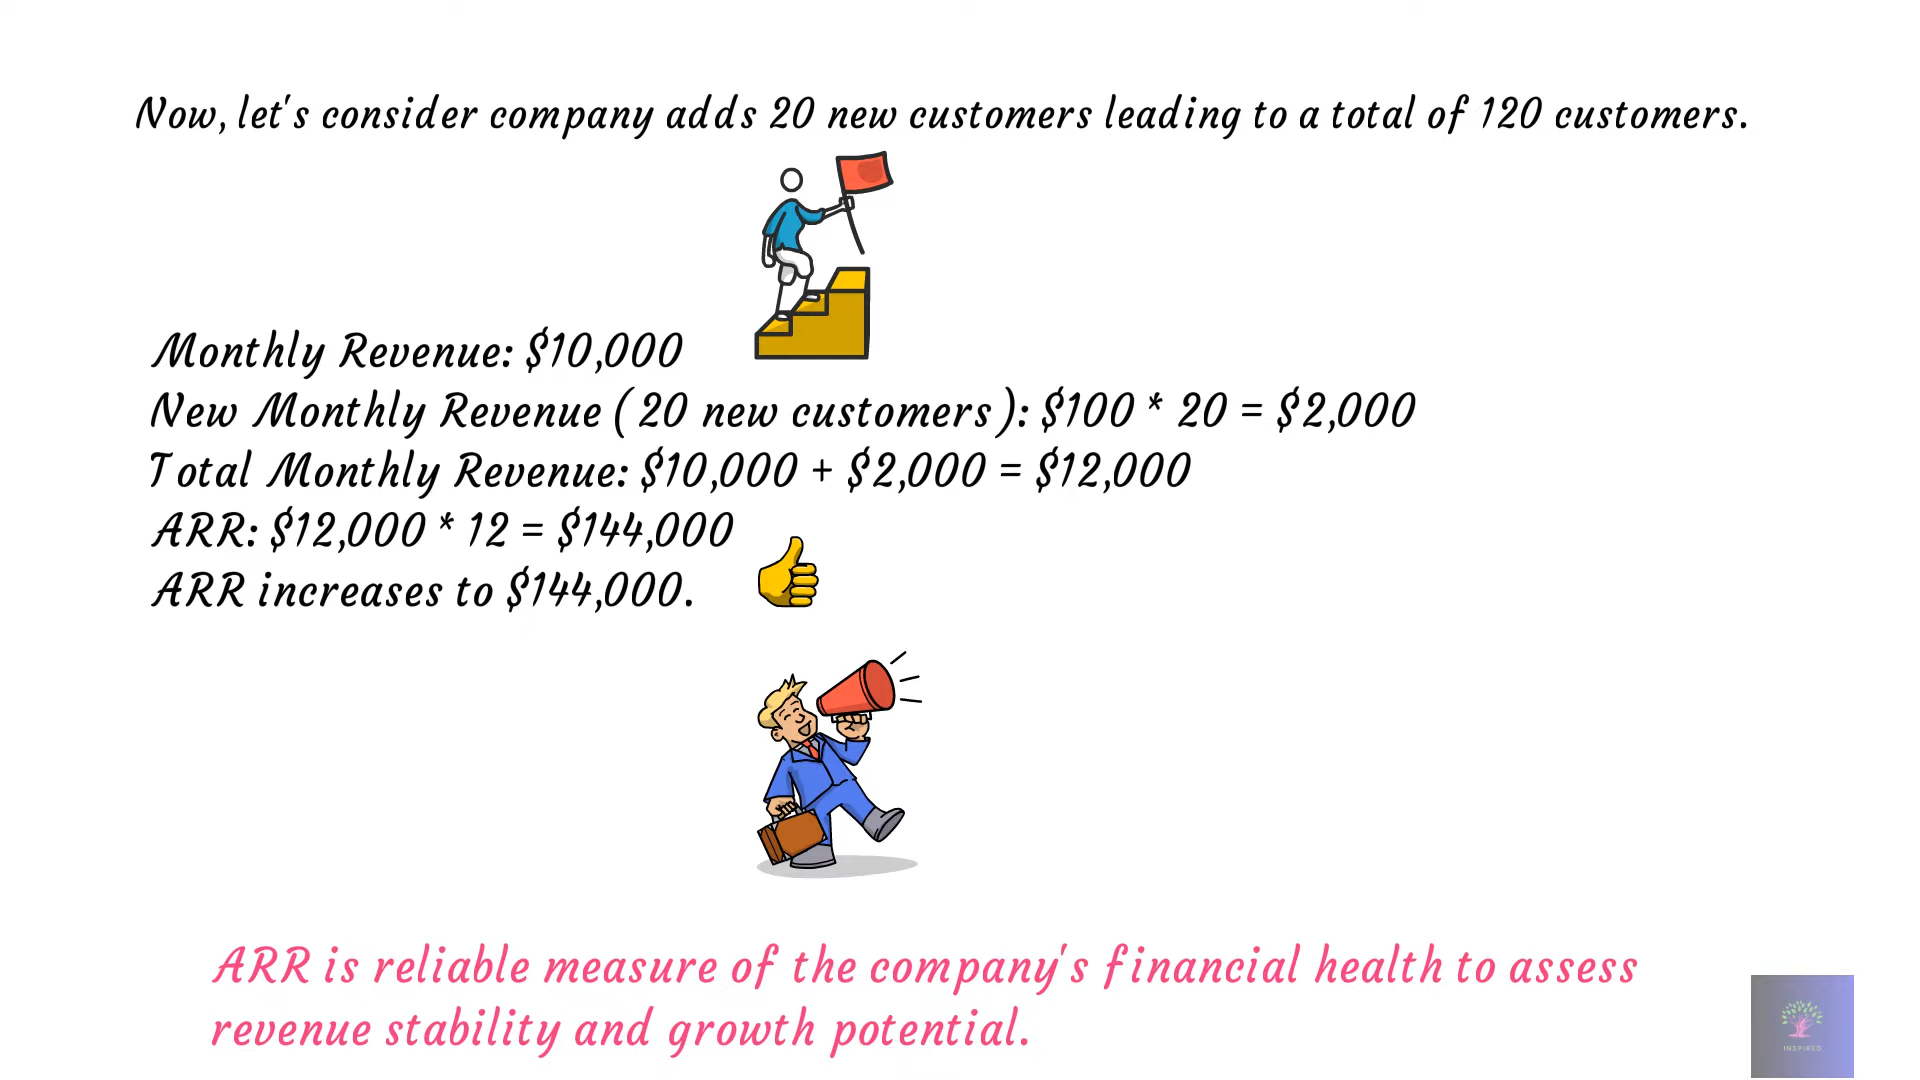 Now, let's consider company adds 20 new customers leading to a total of 120 customers.
Monthly Revenue: $10,000
New Monthly Revenue (20 new customers): $100 * 20 = $2,000
Total Monthly Revenue: $10,000 + $2,000 = $12,000
ARR: $12,000 * 12 = $144,000
ARR increases to $144,000.
ARR is reliable measure of the company's financial health to assess
revenue stability and growth potential.
INSPIRED